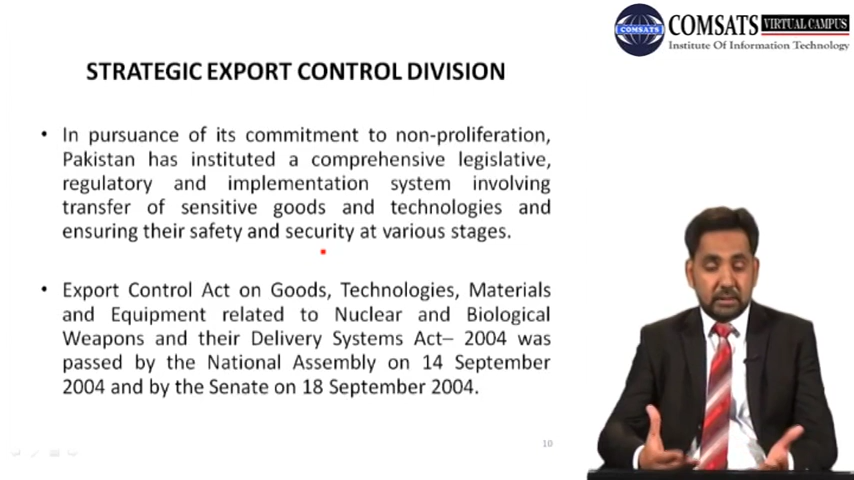 COMSATS
COMSATS VIRTUAL CAMPUS
Institute Of Information Technology
STRATEGIC EXPORT CONTROL DIVISION
• In pursuance of its commitment to non-proliferation,
Pakistan has instituted a comprehensive legislative,
regulatory and implementation system involving
transfer of sensitive goods and technologies and
ensuring their safety and security at various stages.
• Export Control Act on Goods, Technologies, Materials
and Equipment related to Nuclear and Biological
Weapons and their Delivery Systems Act– 2004 was
passed by the National Assembly on 14 September
2004 and by the Senate on 18 September 2004.
10